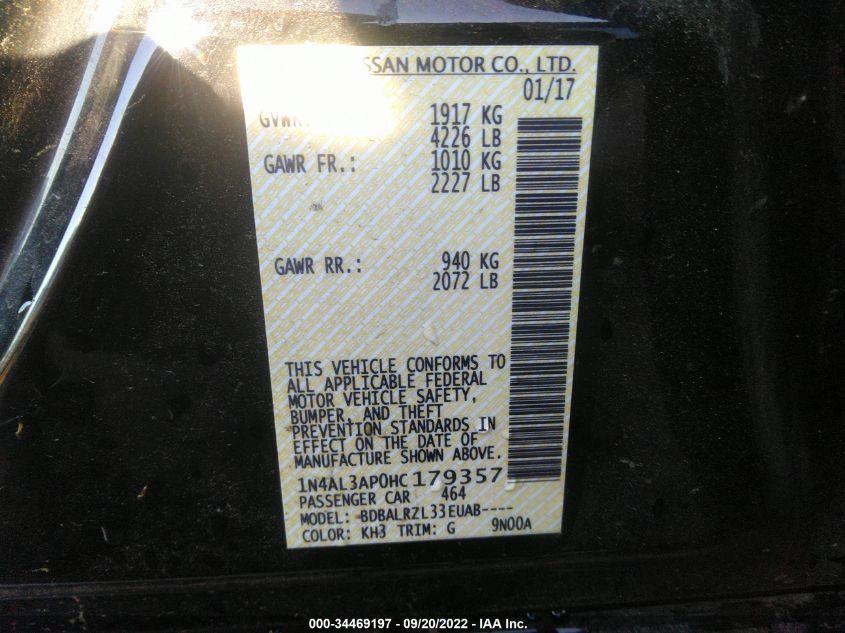 MOTOR CO., LTD.
01/17
1917 KG
4226 LB
GAWR FR.: 1010 KG
2227 LB
GAWR RR.: 940 KG
2072 LB
THIS VEHICLE CONFORMS TO
ALL APPLICABLE FEDERAL
MOTOR VEHICLE SAFETY,
BUMPER, AND THEFT
PREVENTION STANDARDS IN
EFFECT ON THE DATE OF
MANUFACTURE SHOWN ABOVE.
1N4AL3AP0HC179357
PASSENGER CAR 464
MODEL: BDBALRZL33EUAB----
COLOR: KH3 TRIM: G 9N00A
000-34469197 - 09/20/2022 - IAA Inc.